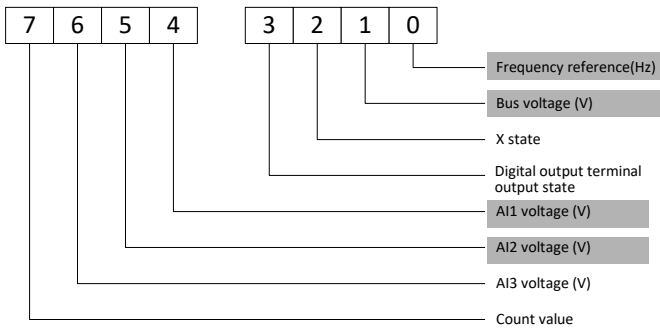 7 6 5 4 3 2 1 0
Frequency reference(Hz)
Bus voltage (V)
X state
Digital output terminal
output state
AI1 voltage (V)
AI2 voltage (V)
AI3 voltage (V)
Count value